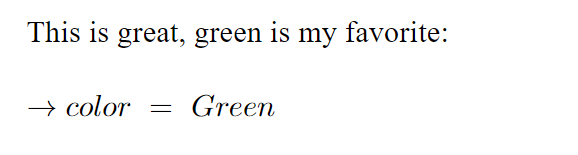 This is great, green is my favorite:
→ color = Green